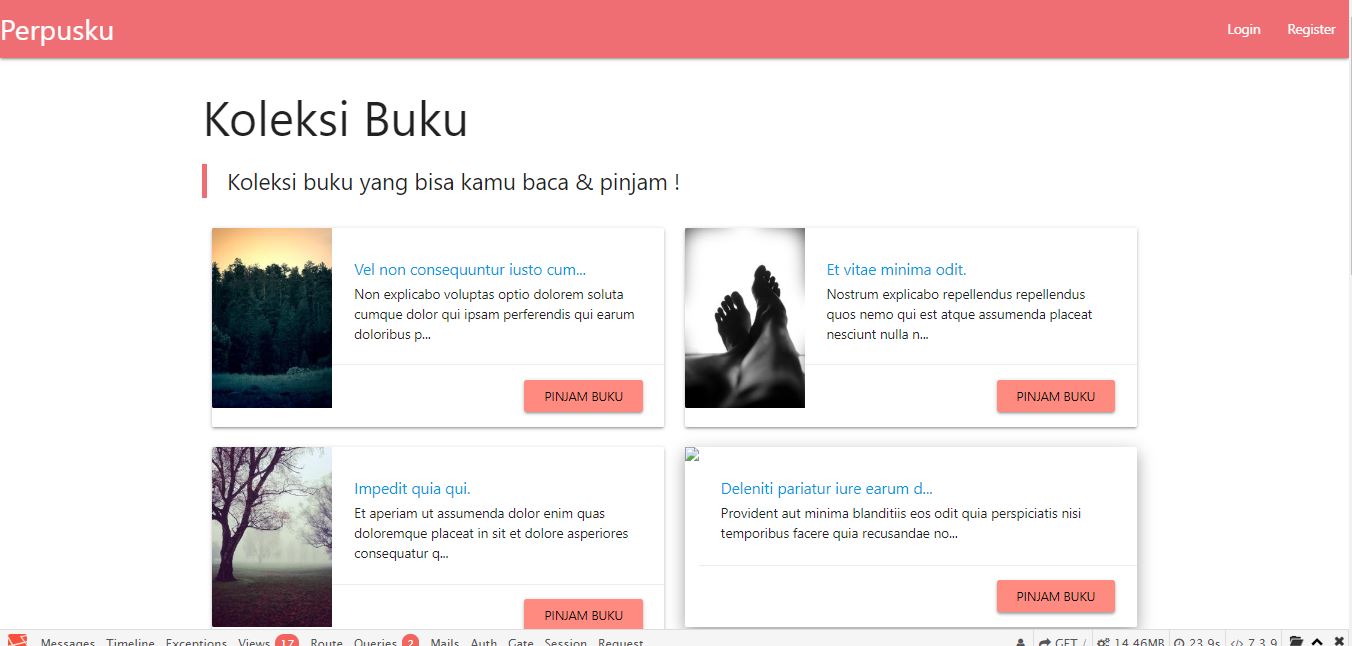 Perpusku
Login
Register
Koleksi Buku
Koleksi buku yang bisa kamu baca & pinjam !
Vel non consequuntur iusto cum...
Non explicabo voluptas optio dolorem soluta
cumque dolor qui ipsam perferendis qui earum
doloribus p...
PINJAM BUKU
Et vitae minima odit.
Nostrum explicabo repellendus repellendus
quos nemo qui est atque assumenda placeat
nesciunt nulla n...
PINJAM BUKU
Impedit quia qui.
Et aperiam ut assumenda dolor enim quas
doloremque placeat in sit et dolore asperiores
consequatur q...
PINJAM BUKU
Deleniti pariatur iure earum d...
Provident aut minima blanditiis eos odit quia perspiciatis nisi
temporibus facere quia recusandae no...
PINJAM BUKU
Messages Timeline Exceptions Views 17 Route Queries 2 Mails Auth Gate Session Request GET / 14.46MB 23.9s 7.3.9